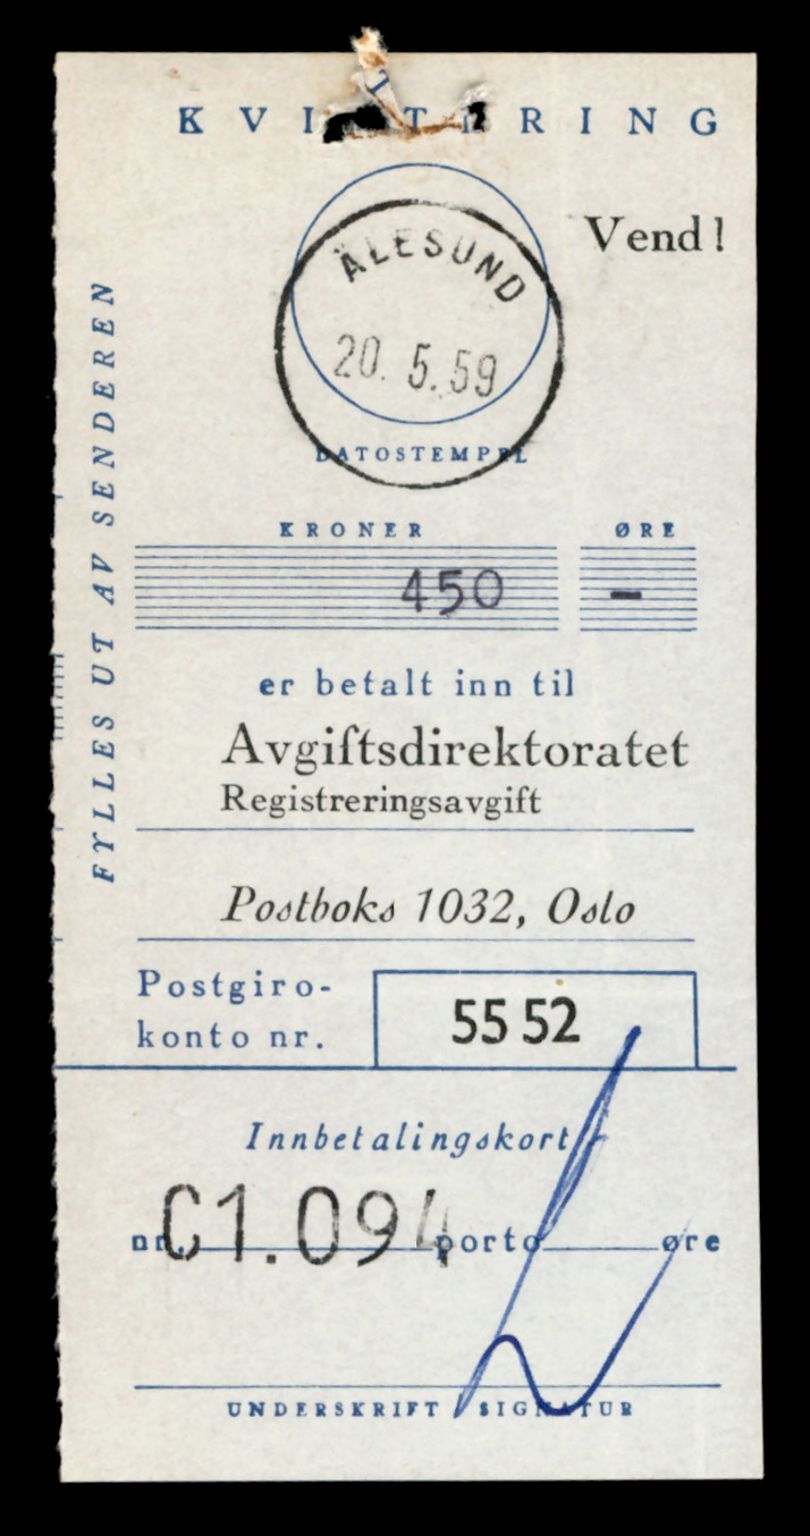 KVITTERING
Vend!
ÅLESUND
20. 5. 59
DATOSTEMPEL
FYLLES UT AV SENDEREN
KRONER ØRE
450 -
er betalt inn til
Avgiftsdirektoratet
Registreringsavgift
Postboks 1032, Oslo
Postgiro-
konto nr.
55 52
Innbetalingskort
nr. C1.094 porto øre
UNDERSKRIFT SIGNATUR